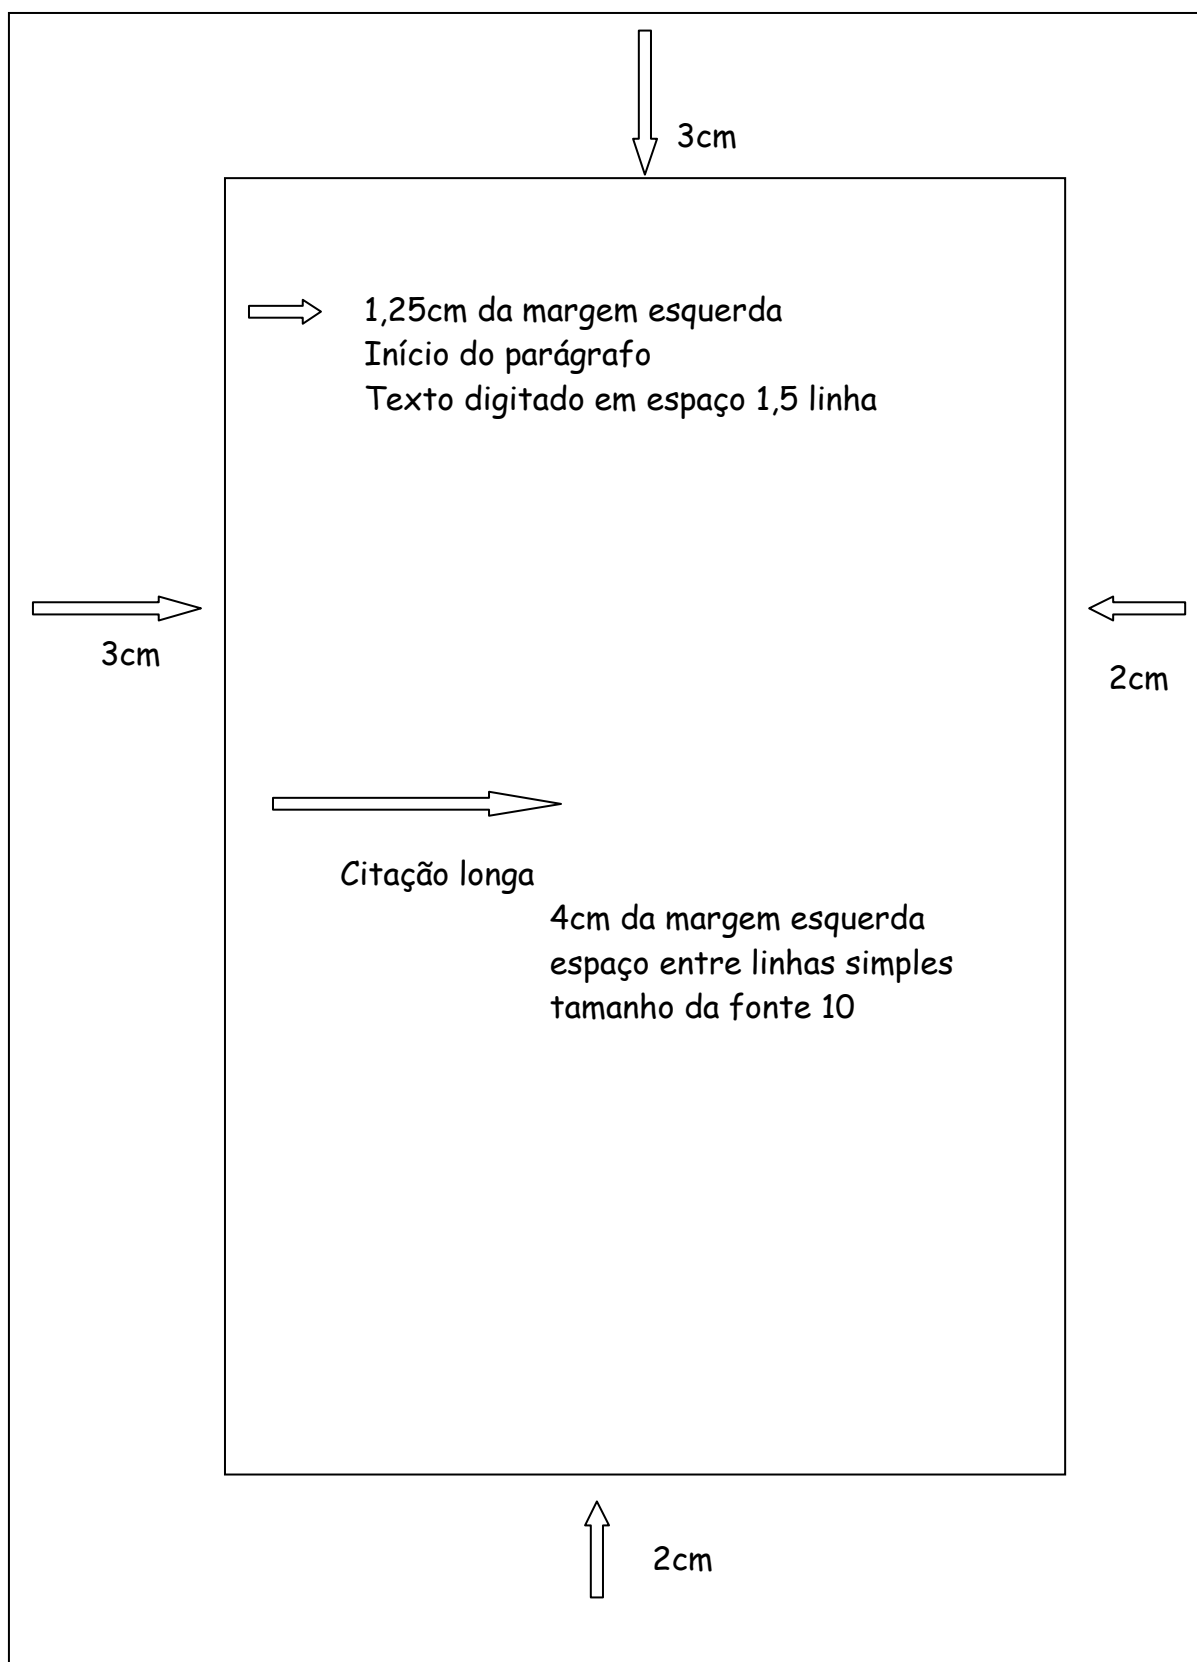 3cm
1,25cm da margem esquerda
Início do parágrafo
Texto digitado em espaço 1,5 linha
3cm
2cm
Citação longa
4cm da margem esquerda
espaço entre linhas simples
tamanho da fonte 10
2cm